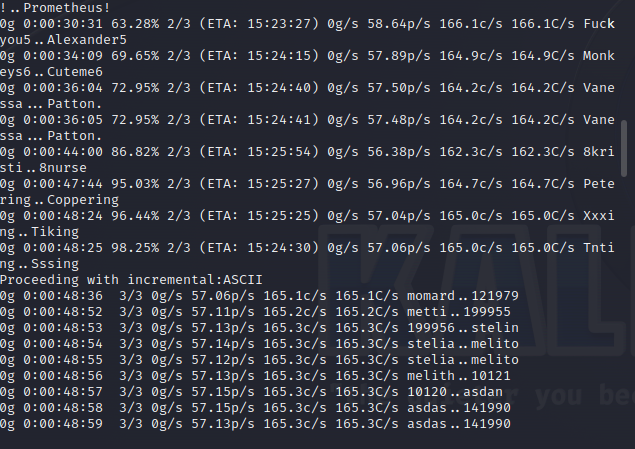 !..Prometheus!
0g 0:00:30:31 63.28% 2/3 (ETA: 15:23:27) 0g/s 58.64p/s 166.1c/s 166.1C/s Fuck
you5..Alexander5
0g 0:00:34:09 69.65% 2/3 (ETA: 15:24:15) 0g/s 57.89p/s 164.9c/s 164.9C/s Monk
eys6..Cuteme6
0g 0:00:36:04 72.95% 2/3 (ETA: 15:24:40) 0g/s 57.50p/s 164.2c/s 164.2C/s Vane
ssa...Patton.
0g 0:00:36:05 72.95% 2/3 (ETA: 15:24:41) 0g/s 57.48p/s 164.2c/s 164.2C/s Vane
ssa...Patton.
0g 0:00:44:00 86.82% 2/3 (ETA: 15:25:54) 0g/s 56.38p/s 162.3c/s 162.3C/s 8kri
sti..8nurse
0g 0:00:47:44 95.03% 2/3 (ETA: 15:25:27) 0g/s 56.96p/s 164.7c/s 164.7C/s Pete
ring..Coppering
0g 0:00:48:24 96.44% 2/3 (ETA: 15:25:25) 0g/s 57.04p/s 165.0c/s 165.0C/s Xxxi
ng..Tiking
0g 0:00:48:25 98.25% 2/3 (ETA: 15:24:30) 0g/s 57.06p/s 165.0c/s 165.0C/s Tnti
ng..Sssing
Proceeding with incremental:ASCII
0g 0:00:48:36  3/3 0g/s 57.06p/s 165.1c/s 165.1C/s momard..121979
0g 0:00:48:52  3/3 0g/s 57.11p/s 165.2c/s 165.2C/s metti..199955
0g 0:00:48:53  3/3 0g/s 57.13p/s 165.3c/s 165.3C/s 199956..stelin
0g 0:00:48:54  3/3 0g/s 57.14p/s 165.3c/s 165.3C/s stelia..melito
0g 0:00:48:55  3/3 0g/s 57.12p/s 165.3c/s 165.3C/s stelia..melito
0g 0:00:48:56  3/3 0g/s 57.13p/s 165.3c/s 165.3C/s melith..10121
0g 0:00:48:57  3/3 0g/s 57.15p/s 165.3c/s 165.3C/s 10120..asdan
0g 0:00:48:58  3/3 0g/s 57.15p/s 165.3c/s 165.3C/s asdas..141990
0g 0:00:48:59  3/3 0g/s 57.13p/s 165.3c/s 165.3C/s asdas..141990